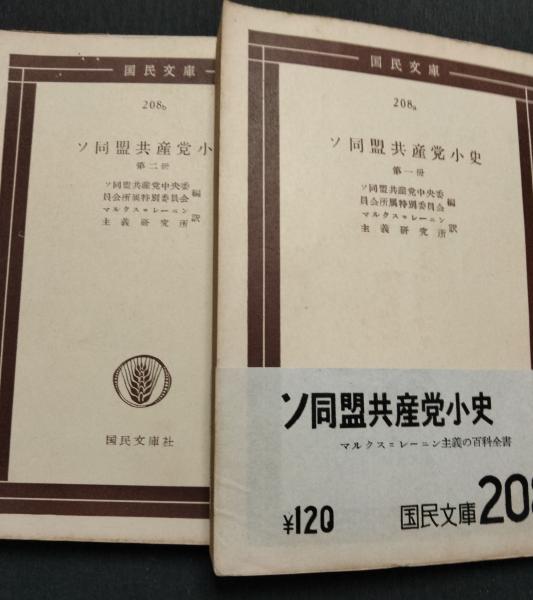 国民文庫
208b
ソ同盟共産党小
第二冊
ソ同盟共産党中央委
員会所属特別委員会 編
マルクス=レーニン
主義研究所 訳
国民文庫社
国民文庫
208a
ソ同盟共産党小史
第一冊
ソ同盟共産党中央委
員会所属特別委員会 編
マルクス=レーニン
主義研究所 訳
ソ同盟共産党小史
マルクス=レーニン主義の百科全書
¥120
国民文庫 208